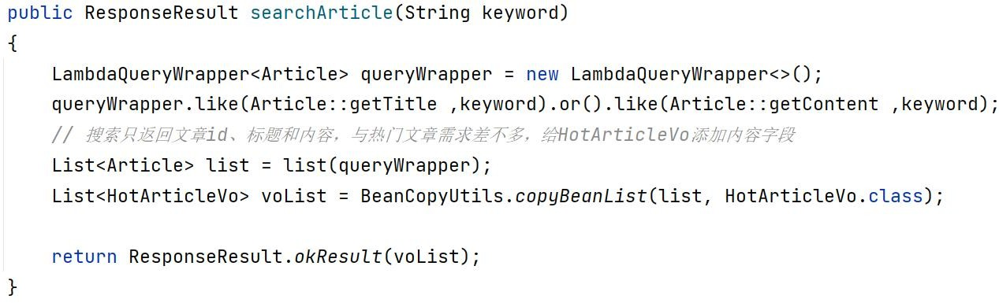 public ResponseResult searchArticle(String keyword)
{
    LambdaQueryWrapper<Article> queryWrapper = new LambdaQueryWrapper<>();
    queryWrapper.like(Article::getTitle ,keyword).or().like(Article::getContent ,keyword);
    // 搜索只返回文章id、标题和内容，与热门文章需求差不多，给HotArticleVo添加内容字段
    List<Article> list = list(queryWrapper);
    List<HotArticleVo> voList = BeanCopyUtils.copyBeanList(list, HotArticleVo.class);
    return ResponseResult.okResult(voList);
}